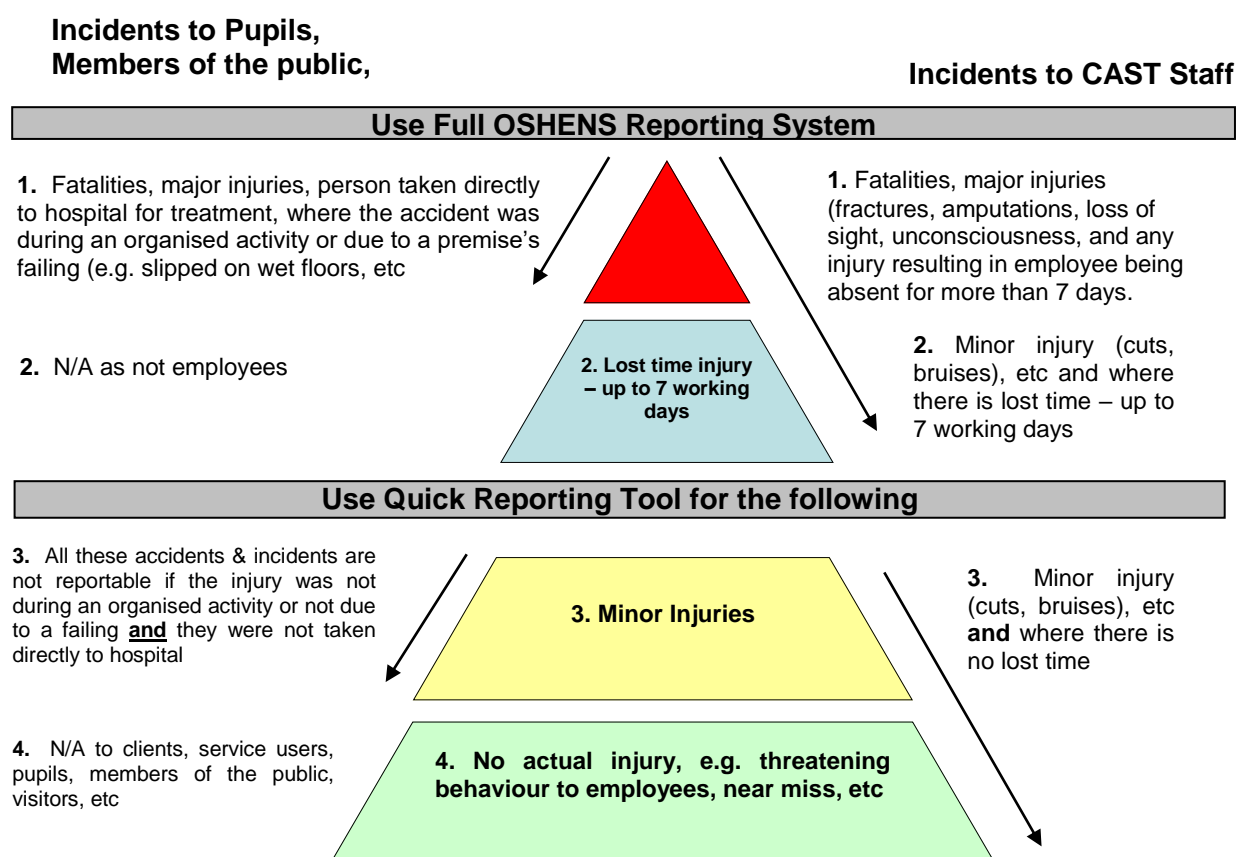 Incidents to Pupils,
Members of the public,
Incidents to CAST Staff
Use Full OSHENS Reporting System
1. Fatalities, major injuries, person taken directly
to hospital for treatment, where the accident was
during an organised activity or due to a premise's
failing (e.g. slipped on wet floors, etc
1. Fatalities, major injuries
(fractures, amputations, loss of
sight, unconsciousness, and any
injury resulting in employee being
absent for more than 7 days.
2. N/A as not employees
2. Lost time injury
– up to 7 working
days
2. Minor injury (cuts,
bruises), etc and where
there is lost time – up to
7 working days
Use Quick Reporting Tool for the following
3. All these accidents & incidents are
not reportable if the injury was not
during an organised activity or not due
to a failing and they were not taken
directly to hospital
3. Minor Injuries
3. Minor injury
(cuts, bruises), etc
and where there is
no lost time
4. N/A to clients, service users,
pupils, members of the public,
visitors, etc
4. No actual injury, e.g. threatening
behaviour to employees, near miss, etc